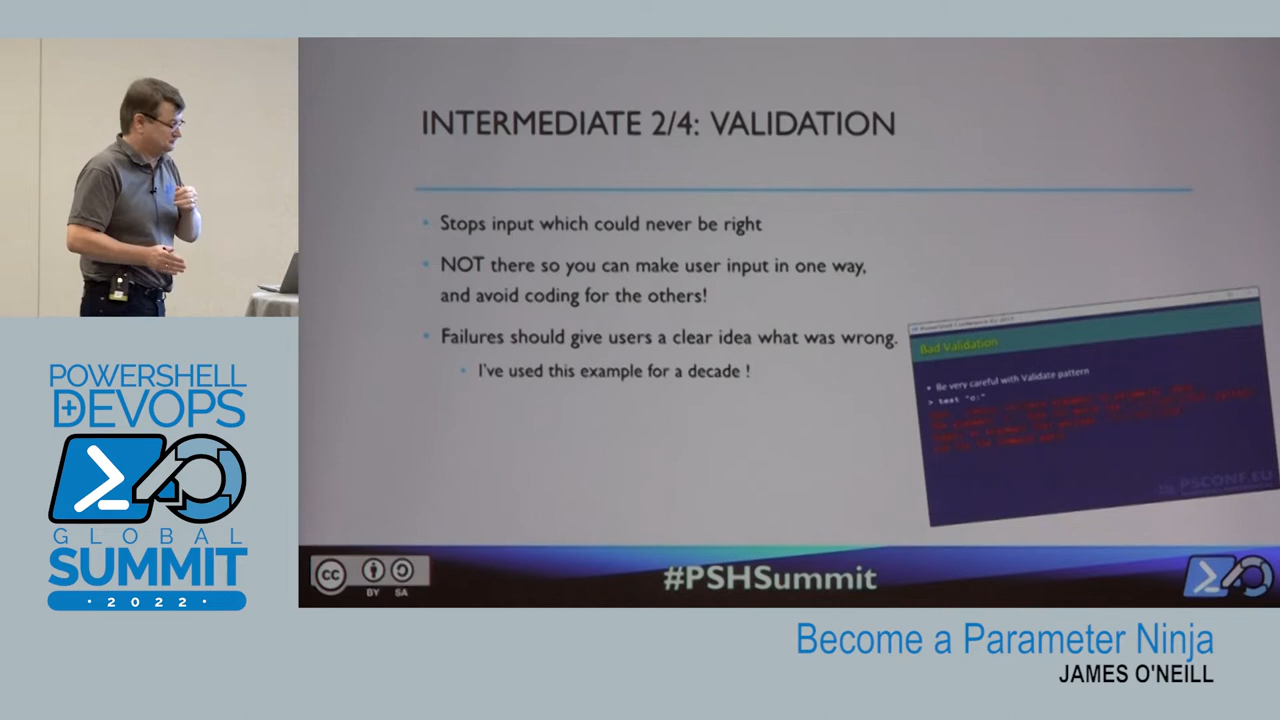 INTERMEDIATE 2/4: VALIDATION
Stops input which could never be right
NOT there so you can make user input in one way,
and avoid coding for the others!
Failures should give users a clear idea what was wrong.
I've used this example for a decade !
Bad Validation
Be very careful with Validate pattern
> test "c:"
PSCONF.EU
POWERSHELL
+DEVOPS
GLOBAL
SUMMIT
· 2022 ·
cc
BY SA
#PSHSummit
Become a Parameter Ninja
JAMES O'NEILL